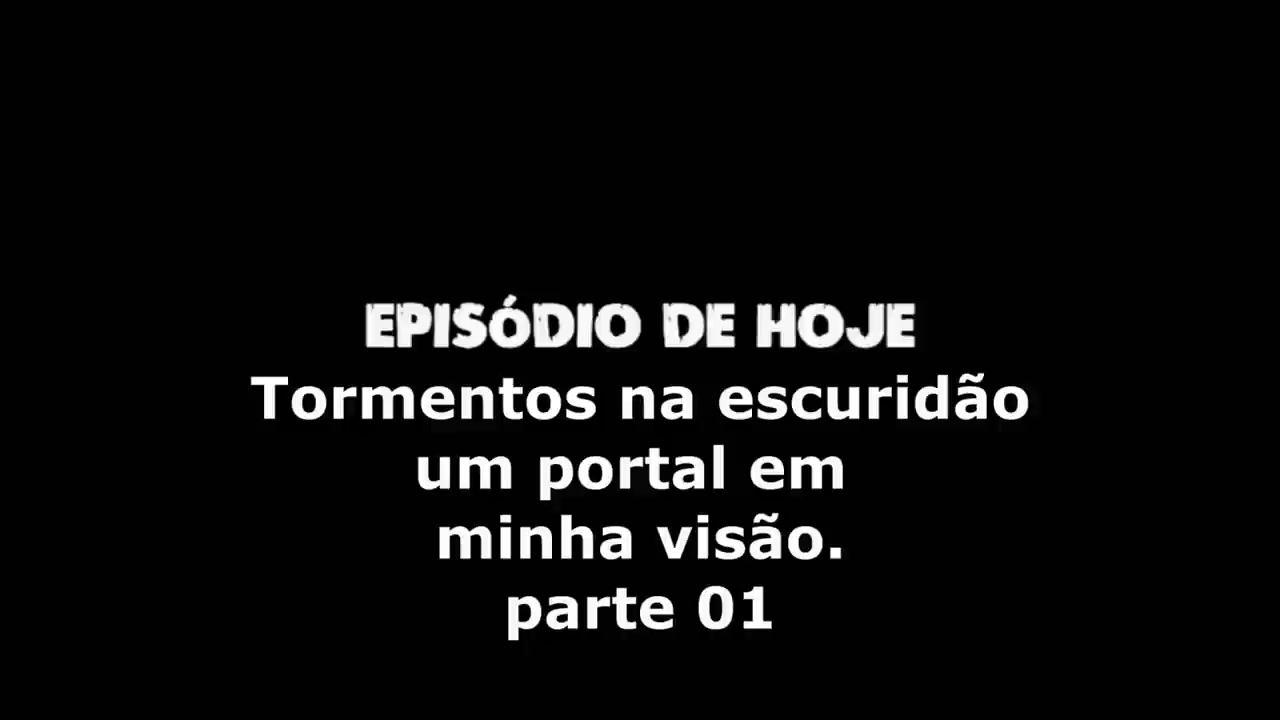 EPISÓDIO DE HOJE
Tormentos na escuridão
um portal em
minha visão.
parte 01